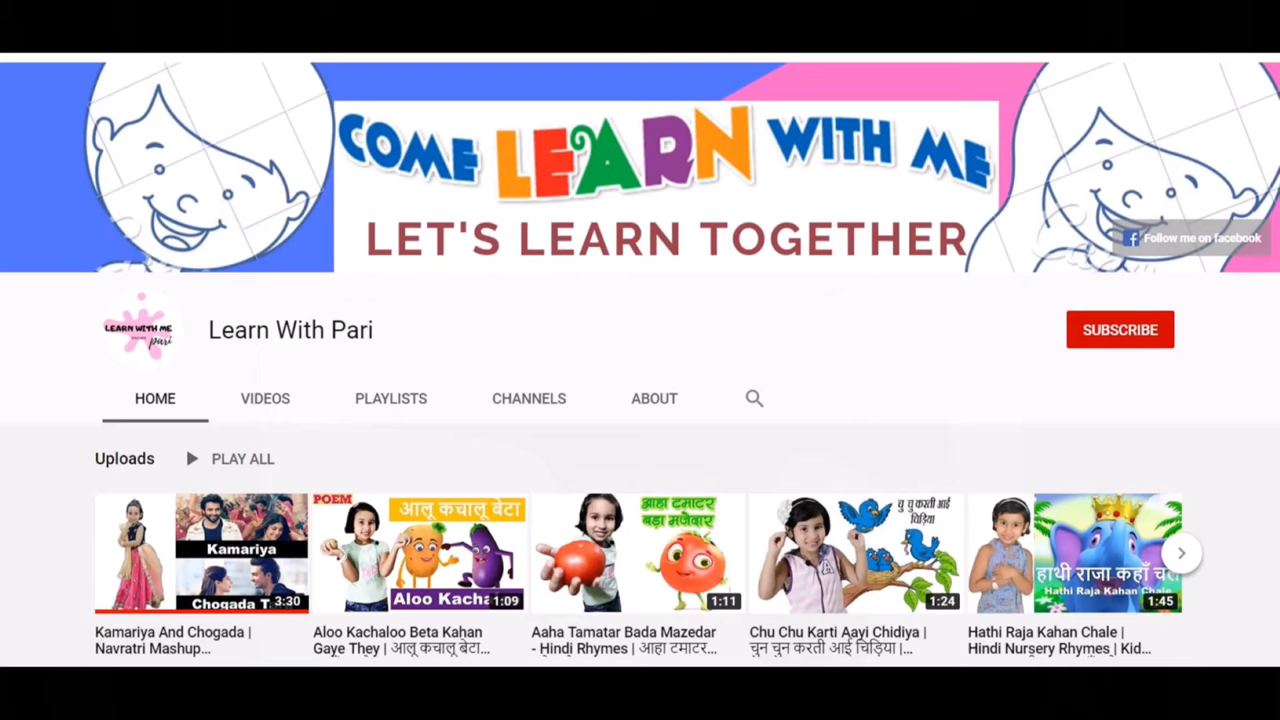 COME LEARN WITH ME
LET'S LEARN TOGETHER
Follow me on facebook
LEARN WITH ME
pari
Learn With Pari
SUBSCRIBE
HOME VIDEOS PLAYLISTS CHANNELS ABOUT
Uploads PLAY ALL
Kamariya
Chogada T
3:30
POEM
आलू कचालू बेटा
Aloo Kacha
1:09
आहा टमाटर
बड़ा मजेदार
1:11
चु चु करती आई
चिड़िया
1:24
हाथी राजा कहाँ चले
Hathi Raja Kahan Chale
1:45
Kamariya And Chogada |
Navratri Mashup...
Aloo Kachaloo Beta Kahan
Gaye They | आलू कचालू बेटा...
Aaha Tamatar Bada Mazedar
- Hindi Rhymes | आहा टमाटर...
Chu Chu Karti Aayi Chidiya |
चुन चुन करती आई चिड़िया |...
Hathi Raja Kahan Chale |
Hindi Nursery Rhymes | Kid...